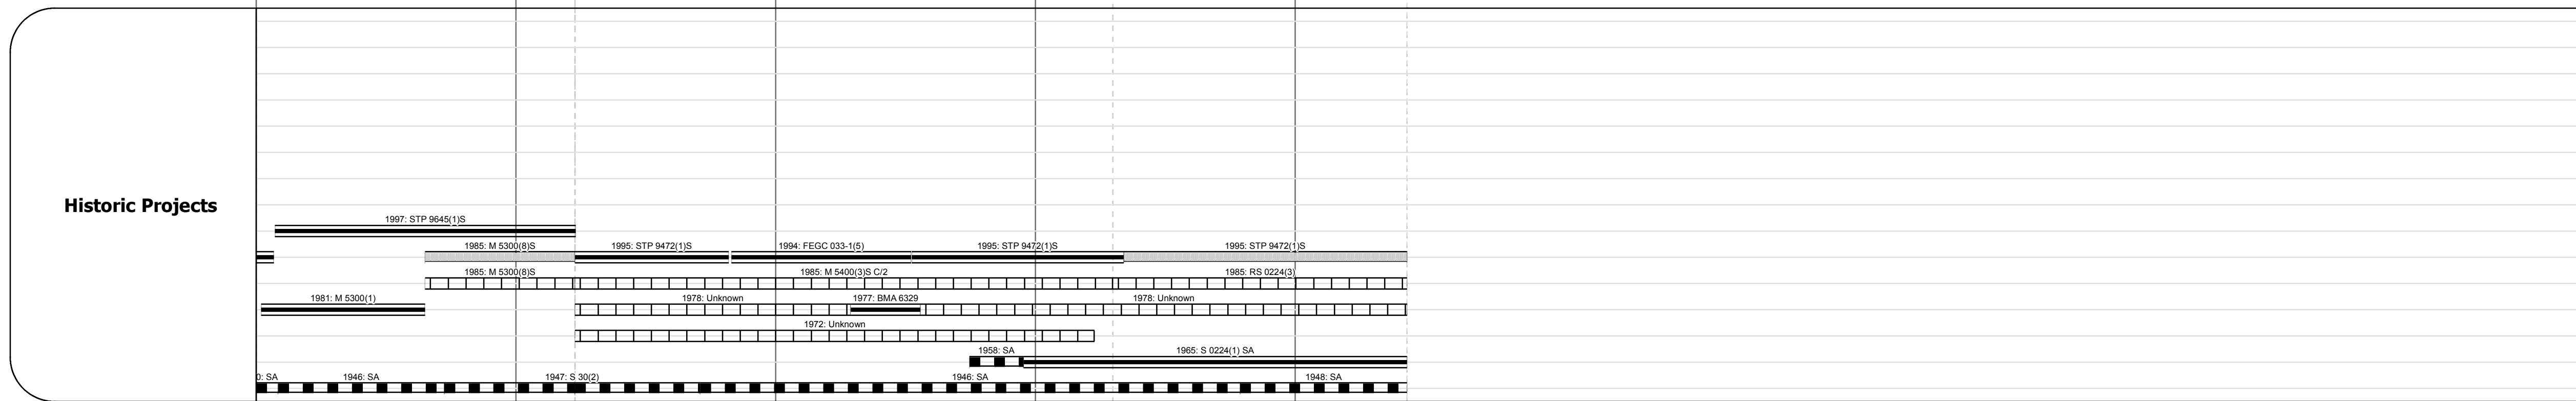 Historic Projects
1997: STP 9645(1)S
1985: M 5300(8)S
1995: STP 9472(1)S
1994: FEGC 033-1(5)
1995: STP 9472(1)S
1995: STP 9472(1)S
1985: M 5300(8)S
1985: M 5400(3)S C/2
1985: RS 0224(3)
1981: M 5300(1)
1978: Unknown
1977: BMA 6329
1978: Unknown
1972: Unknown
1958: SA
1965: S 0224(1) SA
0: SA
1946: SA
1947: S 30(2)
1946: SA
1948: SA